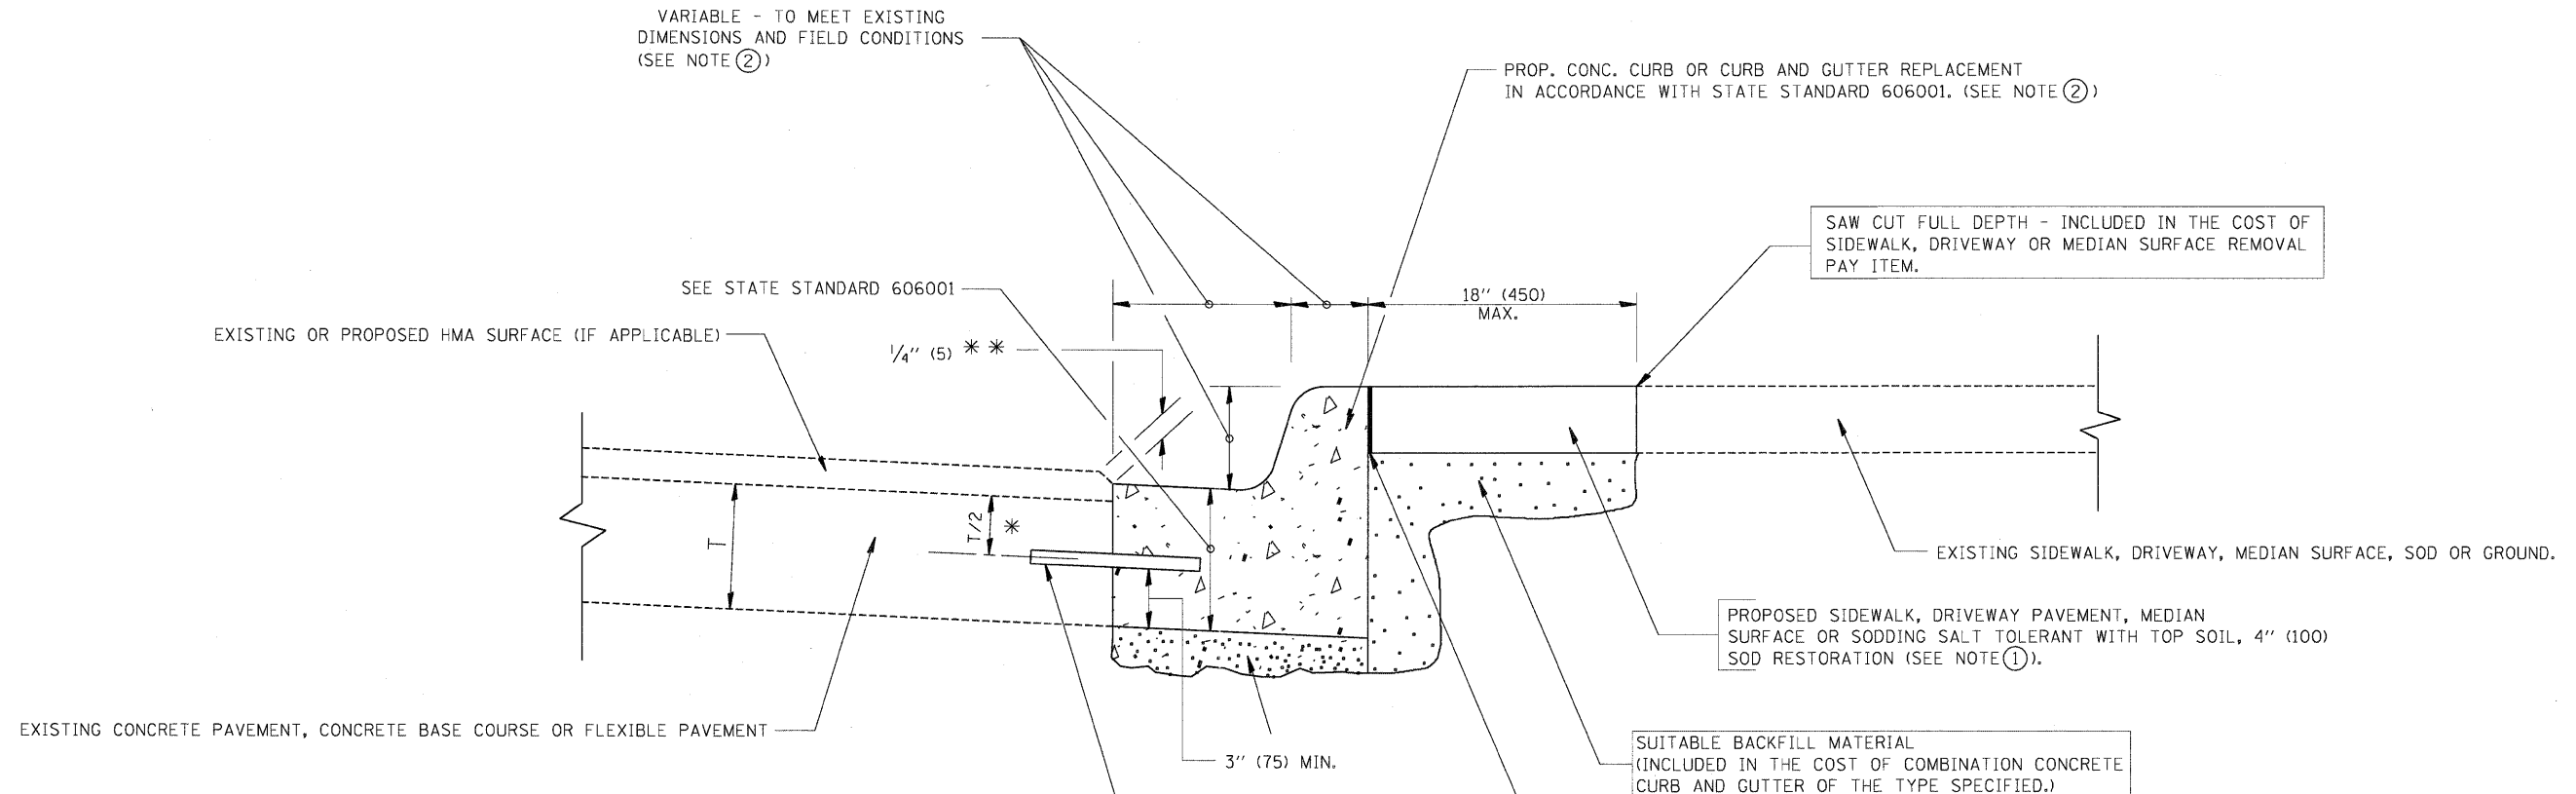 VARIABLE - TO MEET EXISTING
DIMENSIONS AND FIELD CONDITIONS
(SEE NOTE 2)
PROP. CONC. CURB OR CURB AND GUTTER REPLACEMENT
IN ACCORDANCE WITH STATE STANDARD 606001. (SEE NOTE 2)
SAW CUT FULL DEPTH - INCLUDED IN THE COST OF
SIDEWALK, DRIVEWAY OR MEDIAN SURFACE REMOVAL
PAY ITEM.
SEE STATE STANDARD 606001
18" (450)
MAX.
EXISTING OR PROPOSED HMA SURFACE (IF APPLICABLE)
1/4" (5) * *
T
T/2 *
EXISTING SIDEWALK, DRIVEWAY, MEDIAN SURFACE, SOD OR GROUND.
PROPOSED SIDEWALK, DRIVEWAY PAVEMENT, MEDIAN
SURFACE OR SODDING SALT TOLERANT WITH TOP SOIL, 4" (100)
SOD RESTORATION (SEE NOTE 1).
EXISTING CONCRETE PAVEMENT, CONCRETE BASE COURSE OR FLEXIBLE PAVEMENT
3" (75) MIN.
SUITABLE BACKFILL MATERIAL
(INCLUDED IN THE COST OF COMBINATION CONCRETE
CURB AND GUTTER OF THE TYPE SPECIFIED.)